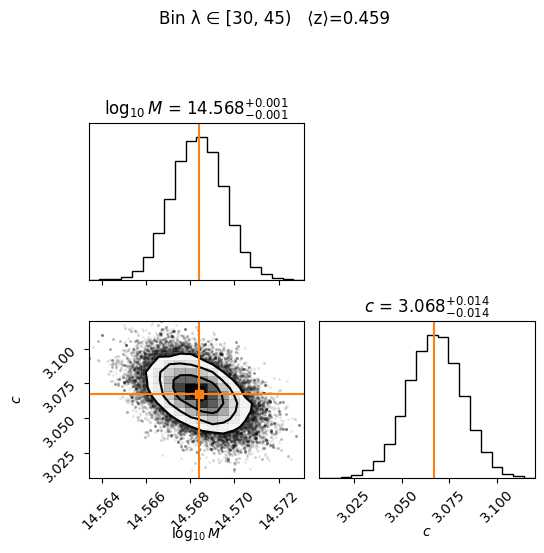 Bin λ ∈ [30, 45) ⟨z⟩=0.459
log₁₀ M = 14.568⁺⁰·⁰⁰¹₋₀.₀₀₁
c = 3.068⁺⁰·⁰¹⁴₋₀.₀₁₄
3.100
3.075
3.050
3.025
c
14.564 14.566 14.568 14.570 14.572
log₁₀ M
3.025 3.050 3.075 3.100
c